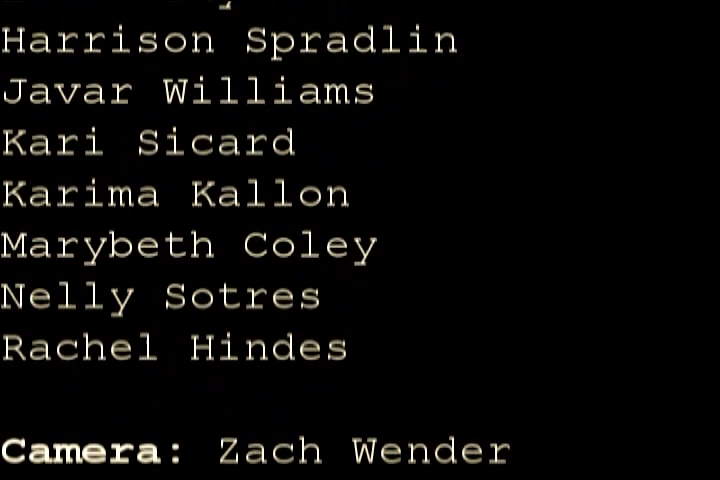 Harrison Spradlin
Javar Williams
Kari Sicard
Karima Kallon
Marybeth Coley
Nelly Sotres
Rachel Hindes
Camera: Zach Wender